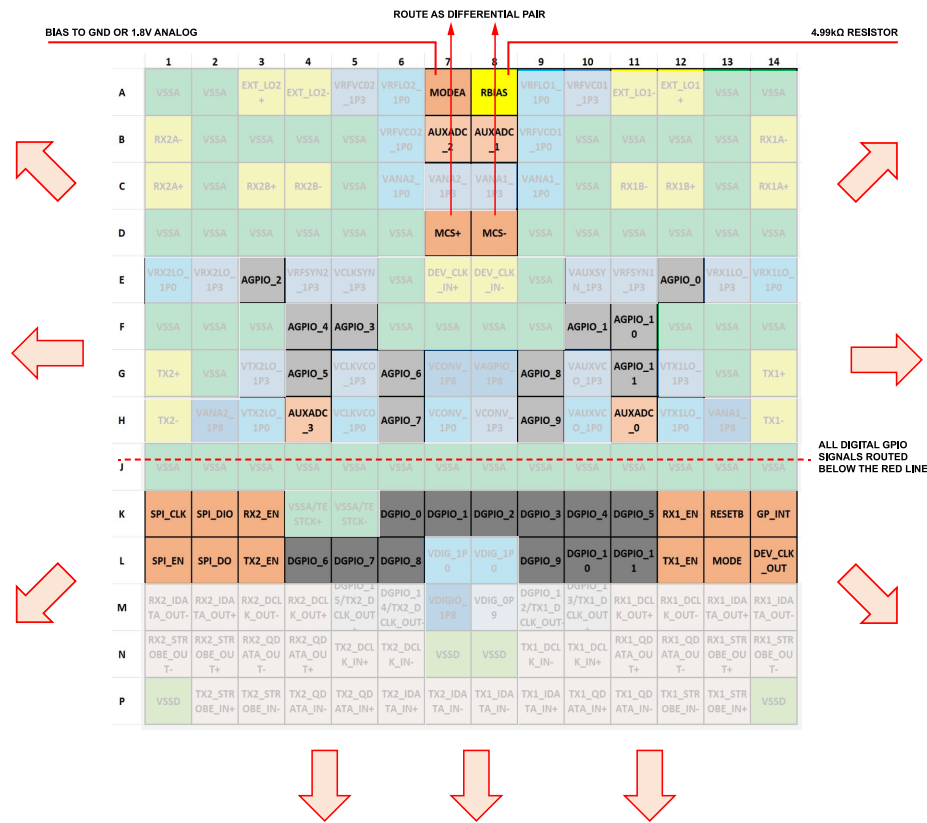 ROUTE AS DIFFERENTIAL PAIR
BIAS TO GND OR 1.8V ANALOG
4.99kΩ RESISTOR
1 2 3 4 5 6 7 8 9 10 11 12 13 14
A VSSA VSSA EXT_LO2+ EXT_LO2- VRFVCO2_1P3 VRFLO2_1P0 MODEA RBIAS VRFLO1_1P0 VRFVCO1_1P3 EXT_LO1- EXT_LO1+ VSSA VSSA
B RX2A- VSSA VSSA VSSA VSSA VRFVCO2_1P0 AUXADC_2 AUXADC_1 VRFVCO1_1P0 VSSA VSSA VSSA VSSA RX1A-
C RX2A+ VSSA RX2B+ RX2B- VSSA VANA2_1P0 VANA2_1P3 VANA1_1P3 VANA1_1P0 VSSA RX1B- RX1B+ VSSA RX1A+
D VSSA VSSA VSSA VSSA VSSA VSSA MCS+ MCS- VSSA VSSA VSSA VSSA VSSA VSSA
E VRX2LO_1P0 VRX2LO_1P3 AGPIO_2 VRFSYN2_1P3 VCLKSYN_1P3 VSSA DEV_CLK_IN+ DEV_CLK_IN- VSSA VAUXSYN_1P3 VRFSYN1_1P3 AGPIO_0 VRX1LO_1P3 VRX1LO_1P0
F VSSA VSSA VSSA AGPIO_4 AGPIO_3 VSSA VSSA VSSA VSSA AGPIO_1 AGPIO_10 VSSA VSSA VSSA
G TX2+ VSSA VTX2LO_1P3 AGPIO_5 VCLKVCO_1P3 AGPIO_6 VCONV_1P8 VAGPIO_1P8 AGPIO_8 VAUXVCO_1P3 AGPIO_11 VTX1LO_1P3 VSSA TX1+
H TX2- VANA2_1P8 VTX2LO_1P0 AUXADC_3 VCLKVCO_1P0 AGPIO_7 VCONV_1P0 VCONV_1P3 AGPIO_9 VAUXVCO_1P0 AUXADC_0 VTX1LO_1P0 VANA1_1P8 TX1-
J VSSA VSSA VSSA VSSA VSSA VSSA VSSA VSSA VSSA VSSA VSSA VSSA VSSA VSSA
ALL DIGITAL GPIO
SIGNALS ROUTED
BELOW THE RED LINE
K SPI_CLK SPI_DIO RX2_EN VSSA/TESTCK+ VSSA/TESTCK- DGPIO_0 DGPIO_1 DGPIO_2 DGPIO_3 DGPIO_4 DGPIO_5 RX1_EN RESETB GP_INT
L SPI_EN SPI_DO TX2_EN DGPIO_6 DGPIO_7 DGPIO_8 VDIG_1P0 VDIG_1P0 DGPIO_9 DGPIO_10 DGPIO_11 TX1_EN MODE DEV_CLK_OUT
M RX2_IDATA_OUT- RX2_IDATA_OUT+ RX2_DCLK_OUT- RX2_DCLK_OUT+ DGPIO_15/TX2_DCLK_OUT+ DGPIO_14/TX2_DCLK_OUT- VDIGIO_1P8 VDIG_0P9 DGPIO_12/TX1_DCLK_OUT- DGPIO_13/TX1_DCLK_OUT+ RX1_DCLK_OUT+ RX1_DCLK_OUT- RX1_IDATA_OUT+ RX1_IDATA_OUT-
N RX2_STROBE_OUT- RX2_STROBE_OUT+ RX2_QDATA_OUT- RX2_QDATA_OUT+ TX2_DCLK_IN+ TX2_DCLK_IN- VSSD VSSD TX1_DCLK_IN- TX1_DCLK_IN+ RX1_QDATA_OUT+ RX1_QDATA_OUT- RX1_STROBE_OUT+ RX1_STROBE_OUT-
P VSSD TX2_STROBE_IN+ TX2_STROBE_IN- TX2_QDATA_IN- TX2_QDATA_IN+ TX2_IDATA_IN+ TX2_IDATA_IN- TX1_IDATA_IN- TX1_IDATA_IN+ TX1_QDATA_IN+ TX1_QDATA_IN- TX1_STROBE_IN- TX1_STROBE_IN+ VSSD